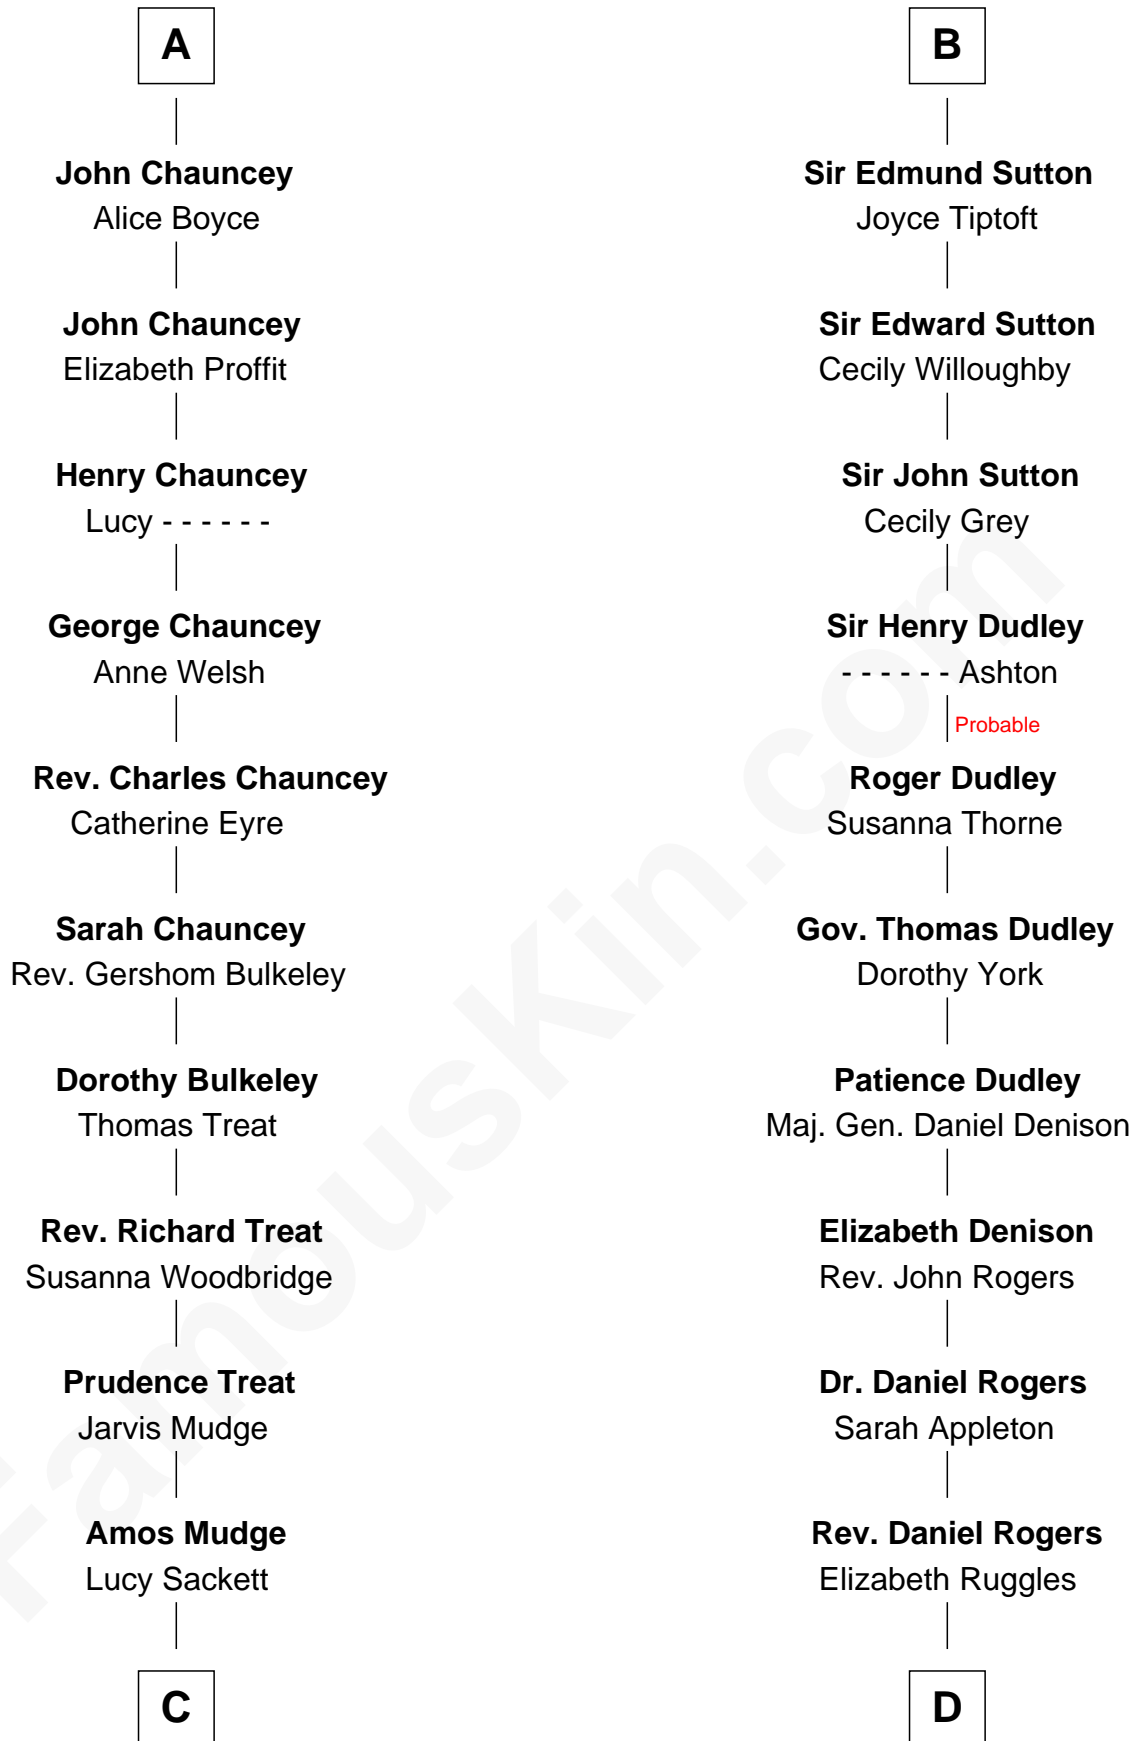 A
John Chauncey
Alice Boyce
John Chauncey
Elizabeth Proffit
Henry Chauncey
Lucy - - - - - -
George Chauncey
Anne Welsh
Rev. Charles Chauncey
Catherine Eyre
Sarah Chauncey
Rev. Gershom Bulkeley
Dorothy Bulkeley
Thomas Treat
Rev. Richard Treat
Susanna Woodbridge
Prudence Treat
Jarvis Mudge
Amos Mudge
Lucy Sackett
C
B
Sir Edmund Sutton
Joyce Tiptoft
Sir Edward Sutton
Cecily Willoughby
Sir John Sutton
Cecily Grey
Sir Henry Dudley
- - - - - - Ashton
Probable
Roger Dudley
Susanna Thorne
Gov. Thomas Dudley
Dorothy York
Patience Dudley
Maj. Gen. Daniel Denison
Elizabeth Denison
Rev. John Rogers
Dr. Daniel Rogers
Sarah Appleton
Rev. Daniel Rogers
Elizabeth Ruggles
D
FamousKin.com